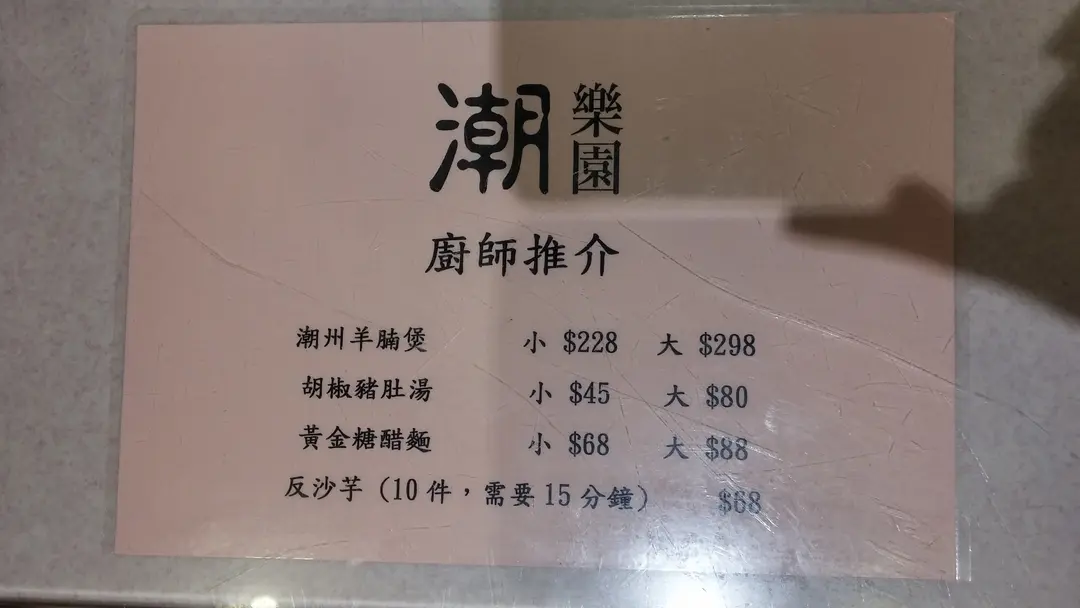 潮樂園
廚師推介
潮州羊腩煲 小 $228 大 $298
胡椒豬肚湯 小 $45 大 $80
黃金糖醋麵 小 $68 大 $88
反沙芋(10件，需要15分鐘) $68